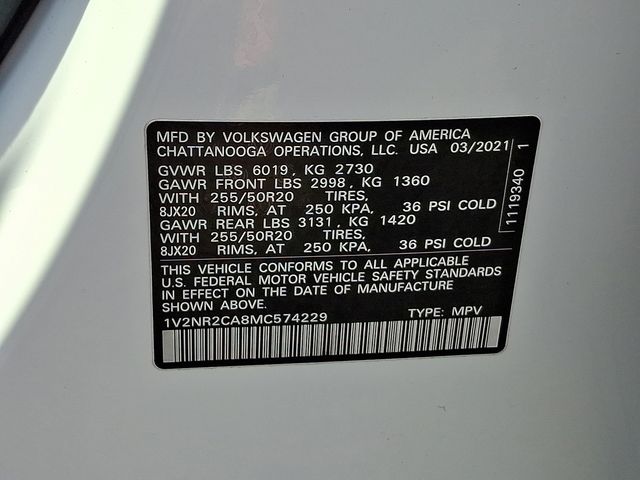 MFD BY VOLKSWAGEN GROUP OF AMERICA
CHATTANOOGA OPERATIONS, LLC. USA 03/2021
GVWR LBS 6019, KG 2730
GAWR FRONT LBS 2998, KG 1360
WITH 255/50R20 TIRES,
8JX20 RIMS, AT 250 KPA, 36 PSI COLD
GAWR REAR LBS 3131, KG 1420
WITH 255/50R20 TIRES,
8JX20 RIMS, AT 250 KPA, 36 PSI COLD
THIS VEHICLE CONFORMS TO ALL APPLICABLE
U.S. FEDERAL MOTOR VEHICLE SAFETY STANDARDS
IN EFFECT ON THE DATE OF MANUFACTURE
SHOWN ABOVE.
1V2NR2CA8MC574229 TYPE: MPV
1119340 1